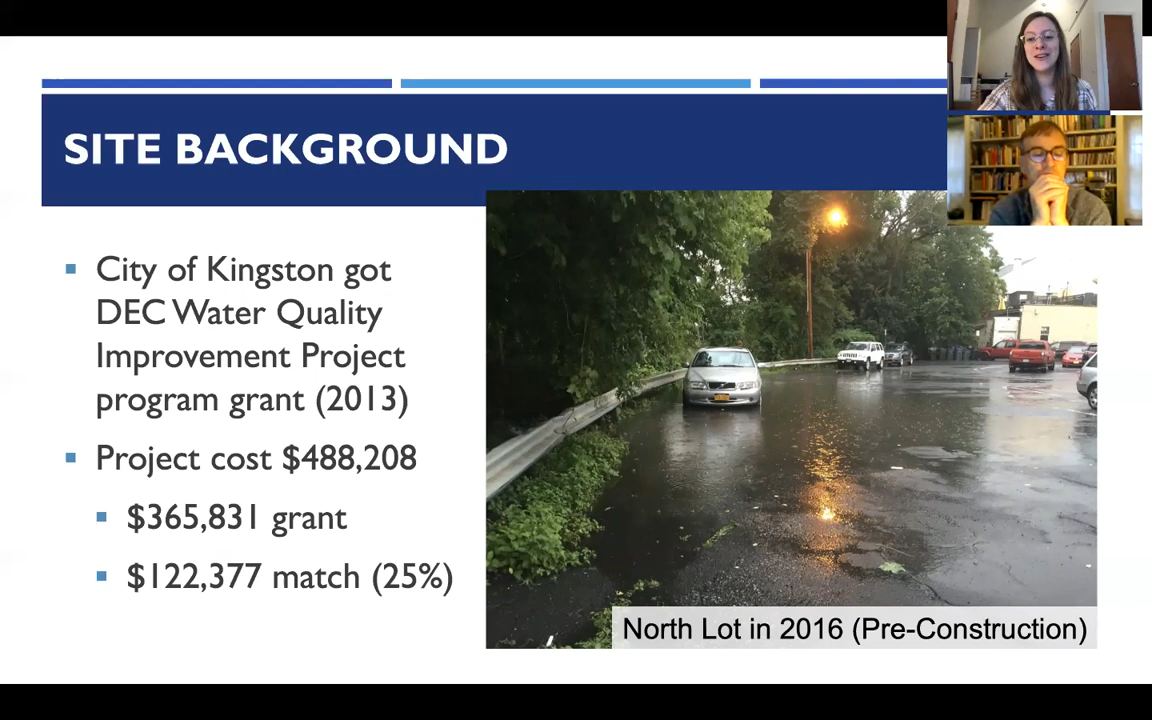 SITE BACKGROUND
City of Kingston got
DEC Water Quality
Improvement Project
program grant (2013)
Project cost $488,208
$365,831 grant
$122,377 match (25%)
North Lot in 2016 (Pre-Construction)